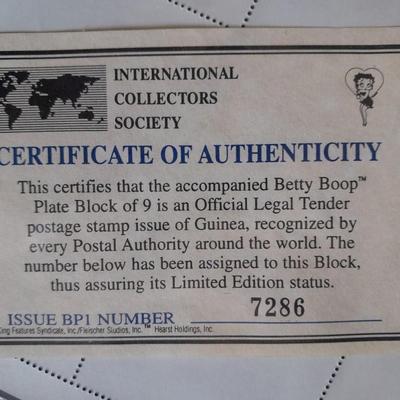 INTERNATIONAL
COLLECTORS
SOCIETY
CERTIFICATE OF AUTHENTICITY
This certifies that the accompanied Betty Boop™
Plate Block of 9 is an Official Legal Tender
postage stamp issue of Guinea, recognized by
every Postal Authority around the world. The
number below has been assigned to this Block,
thus assuring its Limited Edition status.
ISSUE BP1 NUMBER 7286
King Features Syndicate, Inc./Fleischer Studios, Inc. ™ Hearst Holdings, Inc.